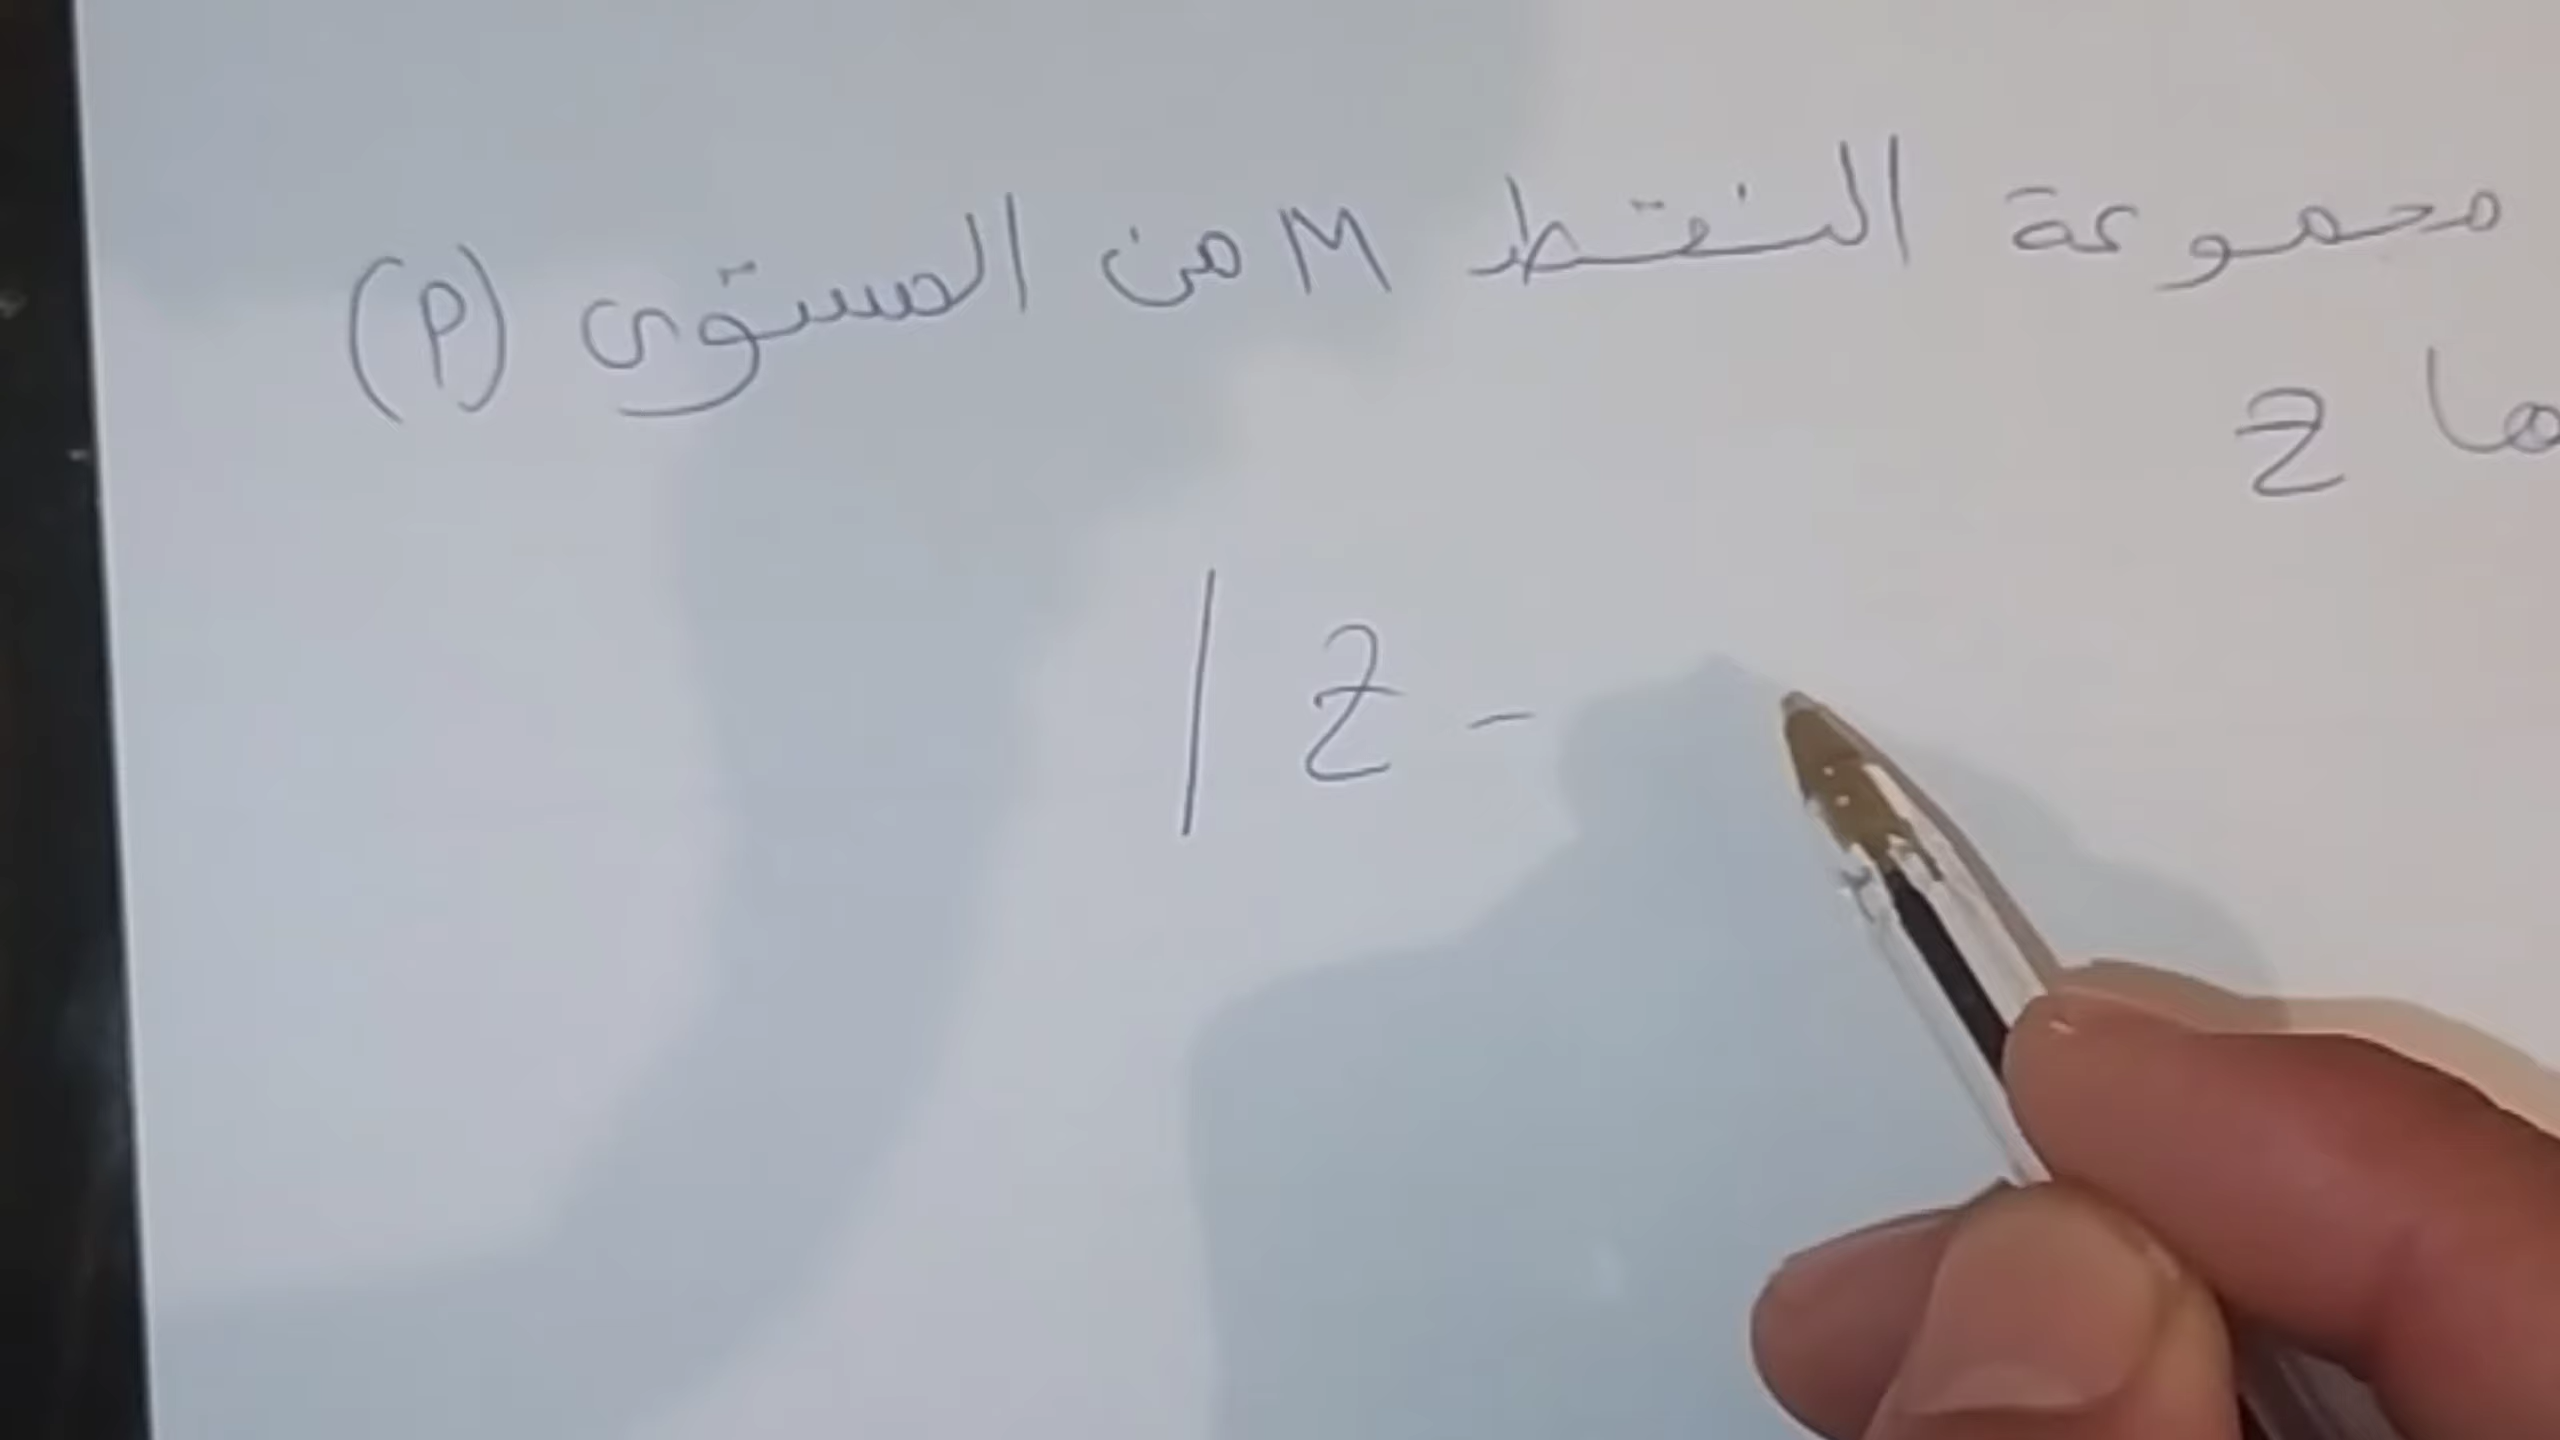 مجموعة النقط M من المستوى (P)
ها Z
| Z -